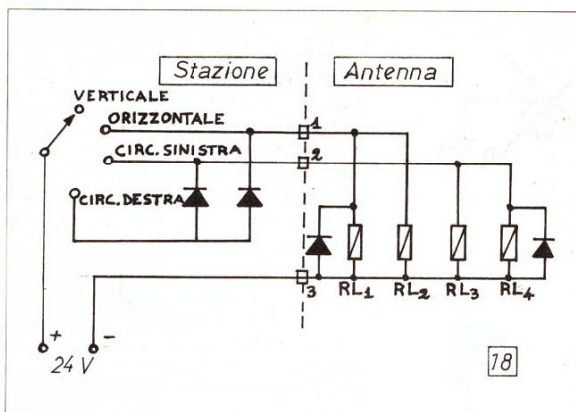 Stazione
Antenna
VERTICALE
ORIZZONTALE
1
CIRC. SINISTRA
2
CIRC. DESTRA
3
RL1
RL2
RL3
RL4
+
-
24 V
18